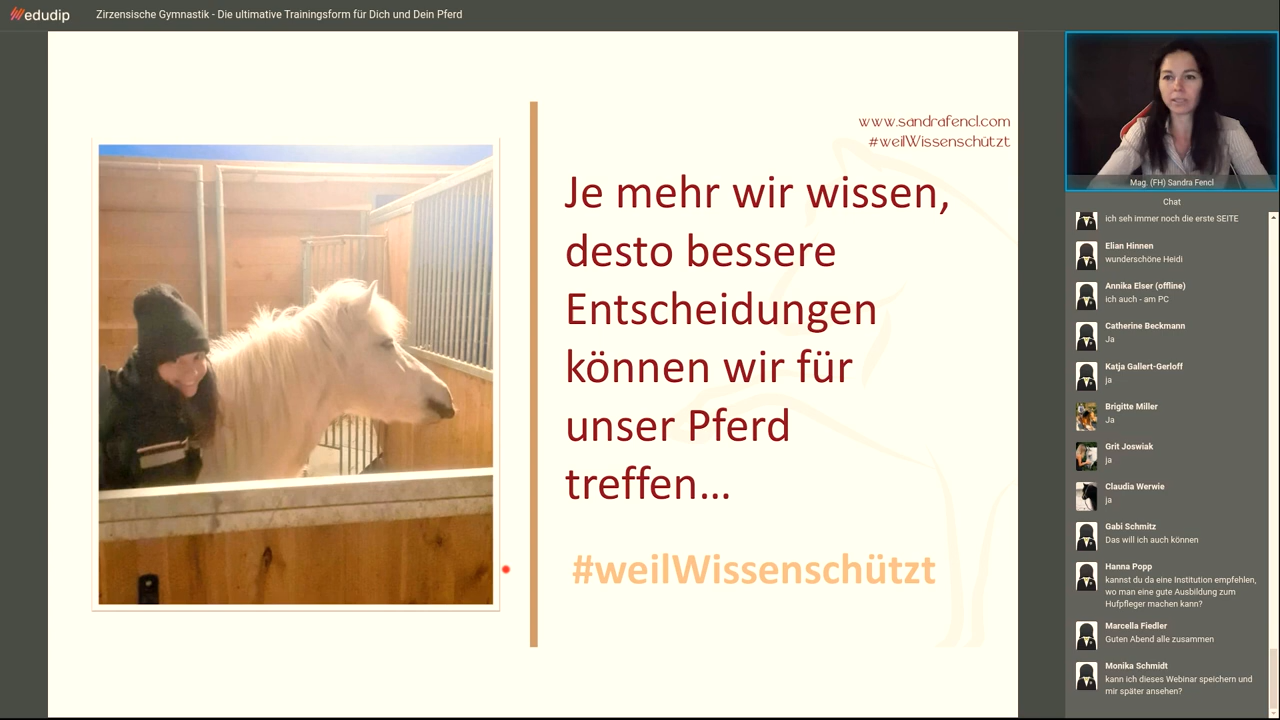 edudip
Zirzensische Gymnastik - Die ultimative Trainingsform für Dich und Dein Pferd
www.sandrafencl.com
#weilWissenschützt
Je mehr wir wissen,
desto bessere
Entscheidungen
können wir für
unser Pferd
treffen...
#weilWissenschützt
Mag. (FH) Sandra Fencl
Chat
ich seh immer noch die erste SEITE
Elian Hinnen
wunderschöne Heidi
Annika Elser (offline)
ich auch - am PC
Catherine Beckmann
Ja
Katja Gallert-Gerloff
ja
Brigitte Miller
Ja
Grit Joswiak
ja
Claudia Werwie
ja
Gabi Schmitz
Das will ich auch können
Hanna Popp
kannst du da eine Institution empfehlen,
wo man eine gute Ausbildung zum
Hufpfleger machen kann?
Marcella Fiedler
Guten Abend alle zusammen
Monika Schmidt
kann ich dieses Webinar speichern und
mir später ansehen?